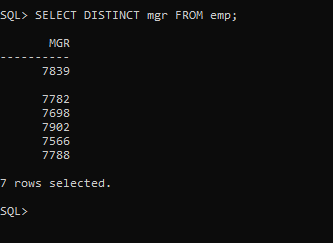 SQL> SELECT DISTINCT mgr FROM emp;
MGR
----------
7839
7782
7698
7902
7566
7788
7 rows selected.
SQL>